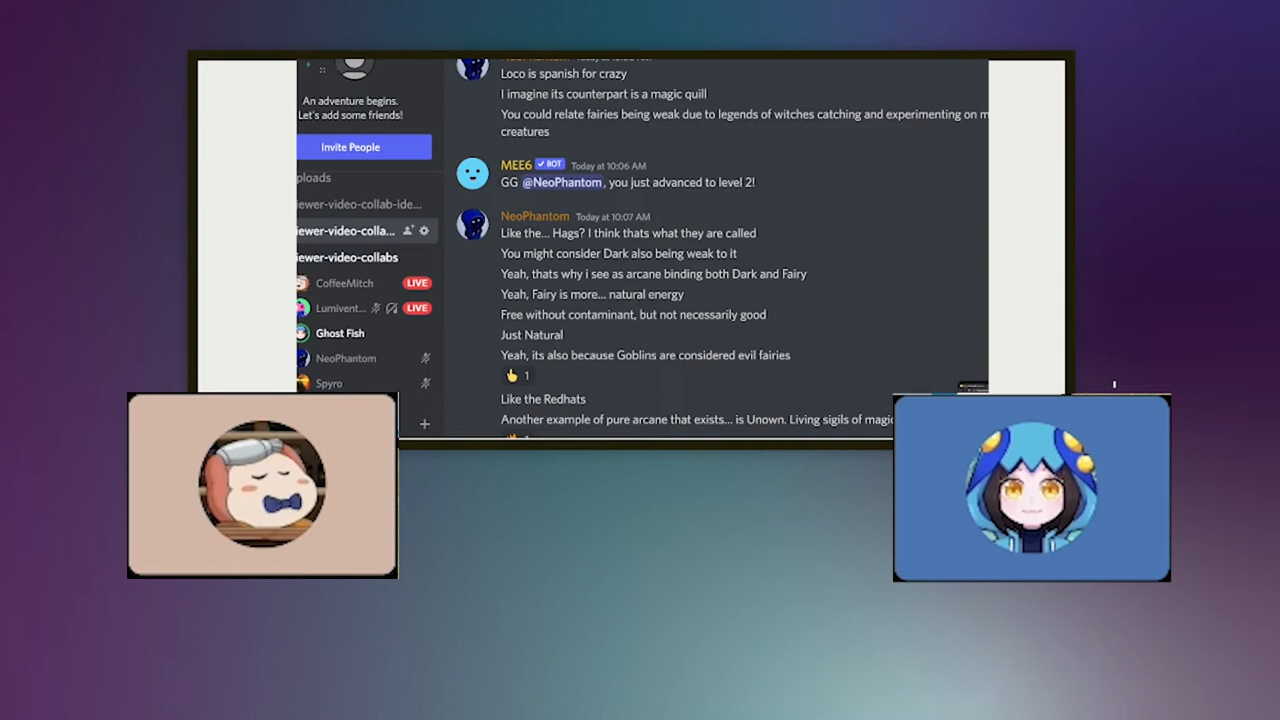 An adventure begins.
Let's add some friends!
Invite People
ploads
iewer-video-collab-ide...
iewer-video-colla...
iewer-video-collabs
CoffeeMitch LIVE
Lumivent... LIVE
Ghost Fish
NeoPhantom
Spyro
Loco is spanish for crazy
I imagine its counterpart is a magic quill
You could relate fairies being weak due to legends of witches catching and experimenting on m
creatures
MEE6 BOT Today at 10:06 AM
GG @NeoPhantom, you just advanced to level 2!
NeoPhantom Today at 10:07 AM
Like the... Hags? I think thats what they are called
You might consider Dark also being weak to it
Yeah, thats why i see as arcane binding both Dark and Fairy
Yeah, Fairy is more... natural energy
Free without contaminant, but not necessarily good
Just Natural
Yeah, its also because Goblins are considered evil fairies
1
Like the Redhats
Another example of pure arcane that exists... is Unown. Living sigils of magic